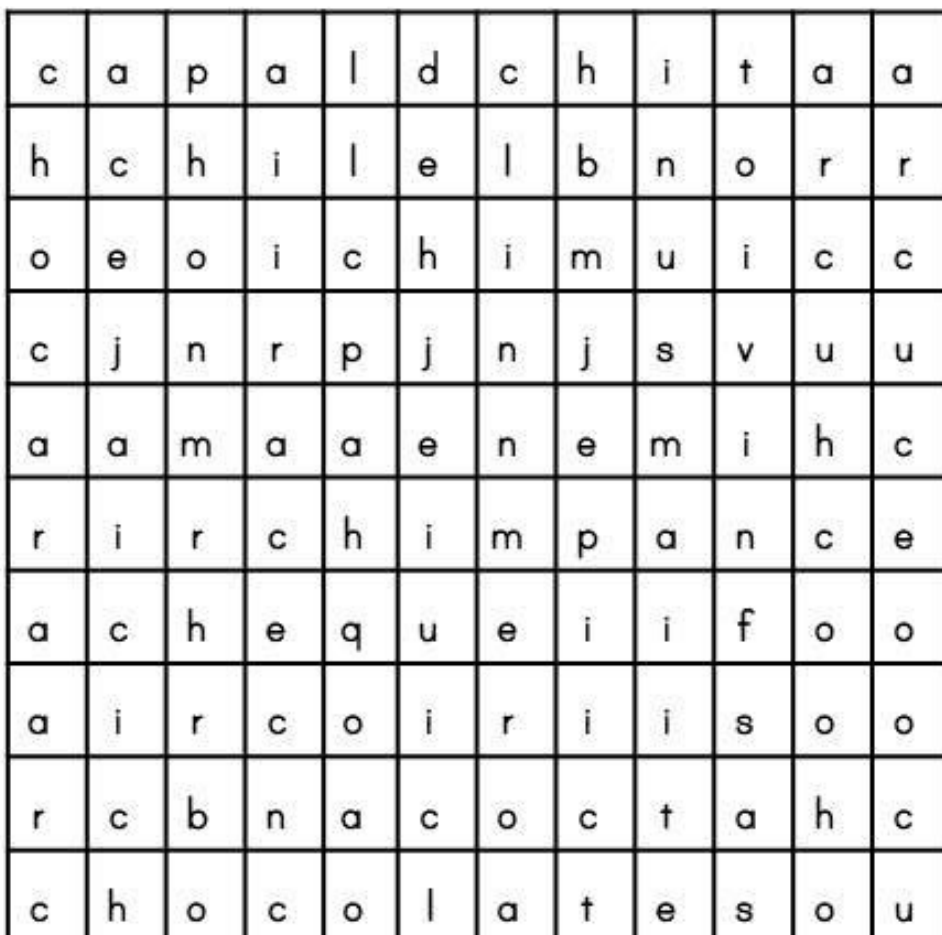 c a p a l d c h i t a a
h c h i l e l b n o r r
o e o i c h i m u i c c
c j n r p j n j s v u u
a a m a a e n e m i h c
r i r c h i m p a n c e
a c h e q u e i i f o o
a i r c o i r i i s o o
r c b n a c o c t a h c
c h o c o l a t e s o u